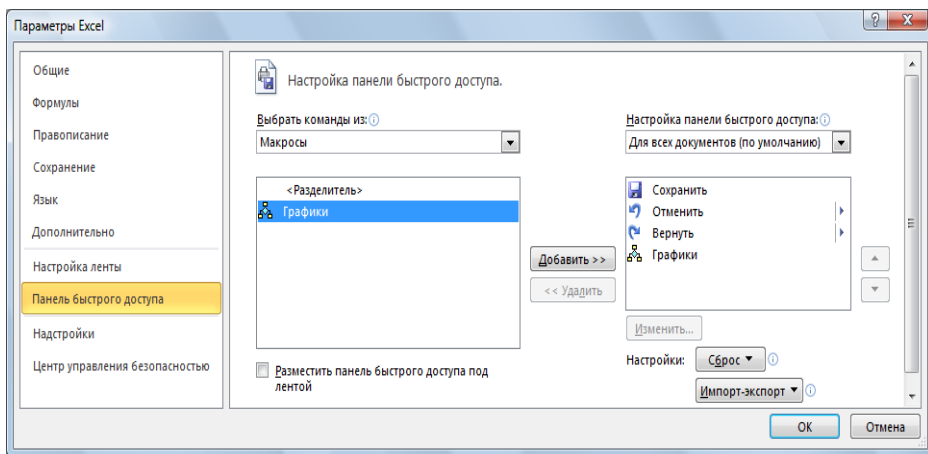 Параметры Excel
Общие
Формулы
Правописание
Сохранение
Язык
Дополнительно
Настройка ленты
Панель быстрого доступа
Надстройки
Центр управления безопасностью
Настройка панели быстрого доступа.
Выбрать команды из:
Макросы
<Разделитель>
Графики
Разместить панель быстрого доступа под
лентой
Добавить >>
<< Удалить
Настройка панели быстрого доступа:
Для всех документов (по умолчанию)
Сохранить
Отменить
Вернуть
Графики
Изменить...
Настройки: Сброс
Импорт-экспорт
ОК Отмена